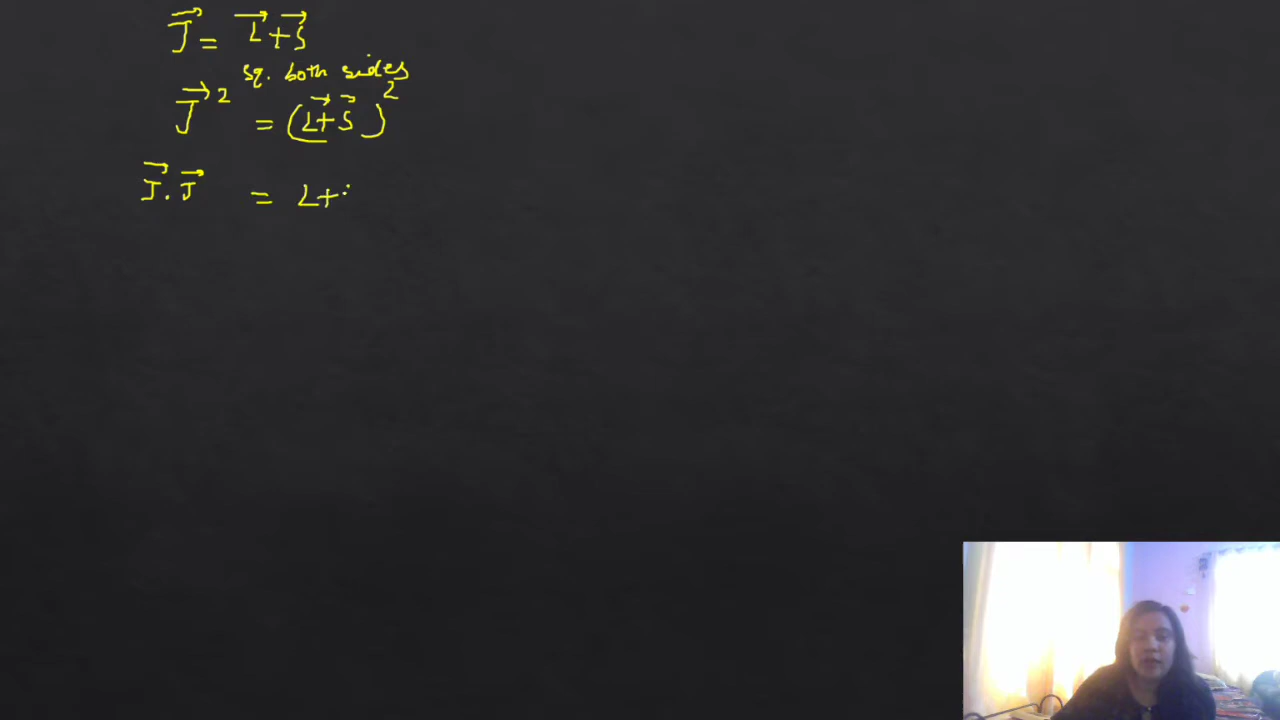 J⃗ = L⃗+S⃗
sq. both sides
J⃗² = (L⃗+S⃗)²
J⃗.J⃗ = L+